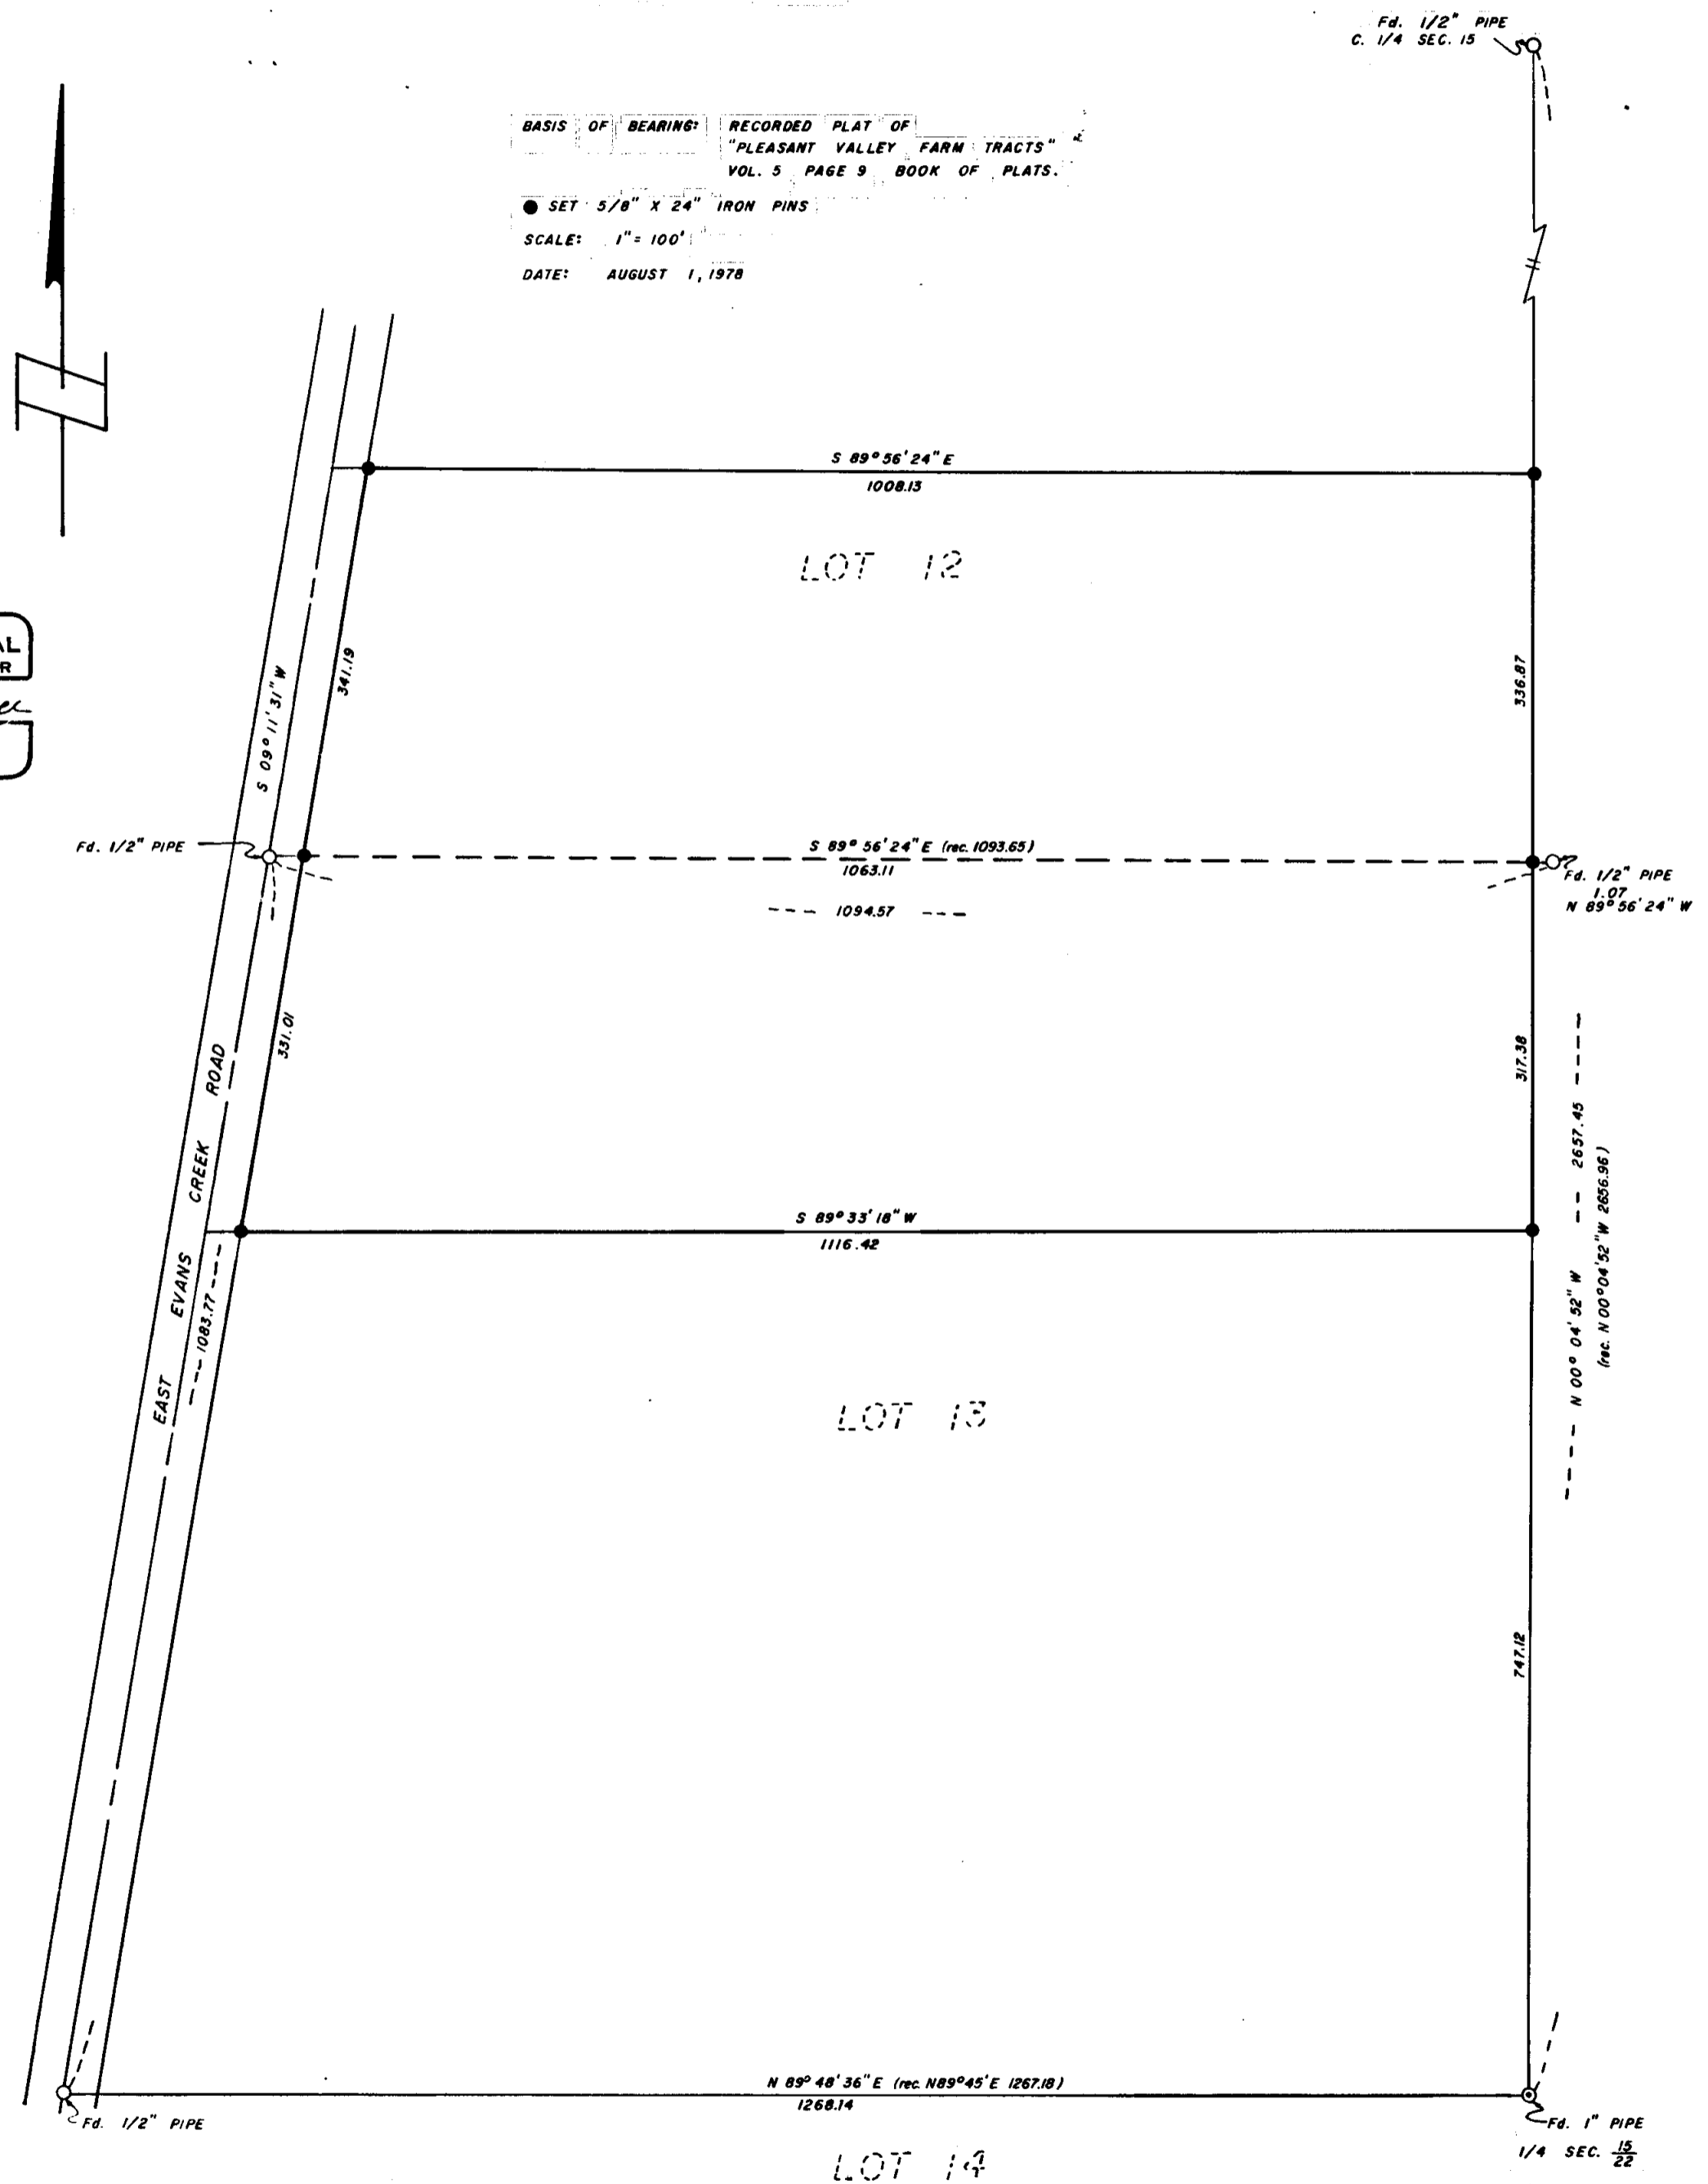 Fd. 1/2" PIPE
C. 1/4 SEC. 15
BASIS OF BEARING: RECORDED PLAT OF
"PLEASANT VALLEY FARM TRACTS"
VOL. 5 PAGE 9 BOOK OF PLATS.
● SET 5/8" X 24" IRON PINS
SCALE: 1" = 100'
DATE: AUGUST 1, 1978
S 89° 56' 24" E
1008.13
LOT 12
341.19
336.87
S 09° 11' 31" W
Fd. 1/2" PIPE
S 89° 56' 24" E (rec. 1093.65)
1063.11
1094.57
Fd. 1/2" PIPE
1.07
N 89° 56' 24" W
331.01
317.38
EAST EVANS CREEK ROAD
N 00° 04' 52" W -- 2657.45
(rec. N 00° 04' 52" W 2656.96)
S 89° 33' 18" W
1116.42
1083.77
LOT 13
747.12
N 89° 48' 36" E (rec. N89°45'E 1267.18)
1268.14
Fd. 1/2" PIPE
Fd. 1" PIPE
1/4 SEC. 15/22
LOT 14